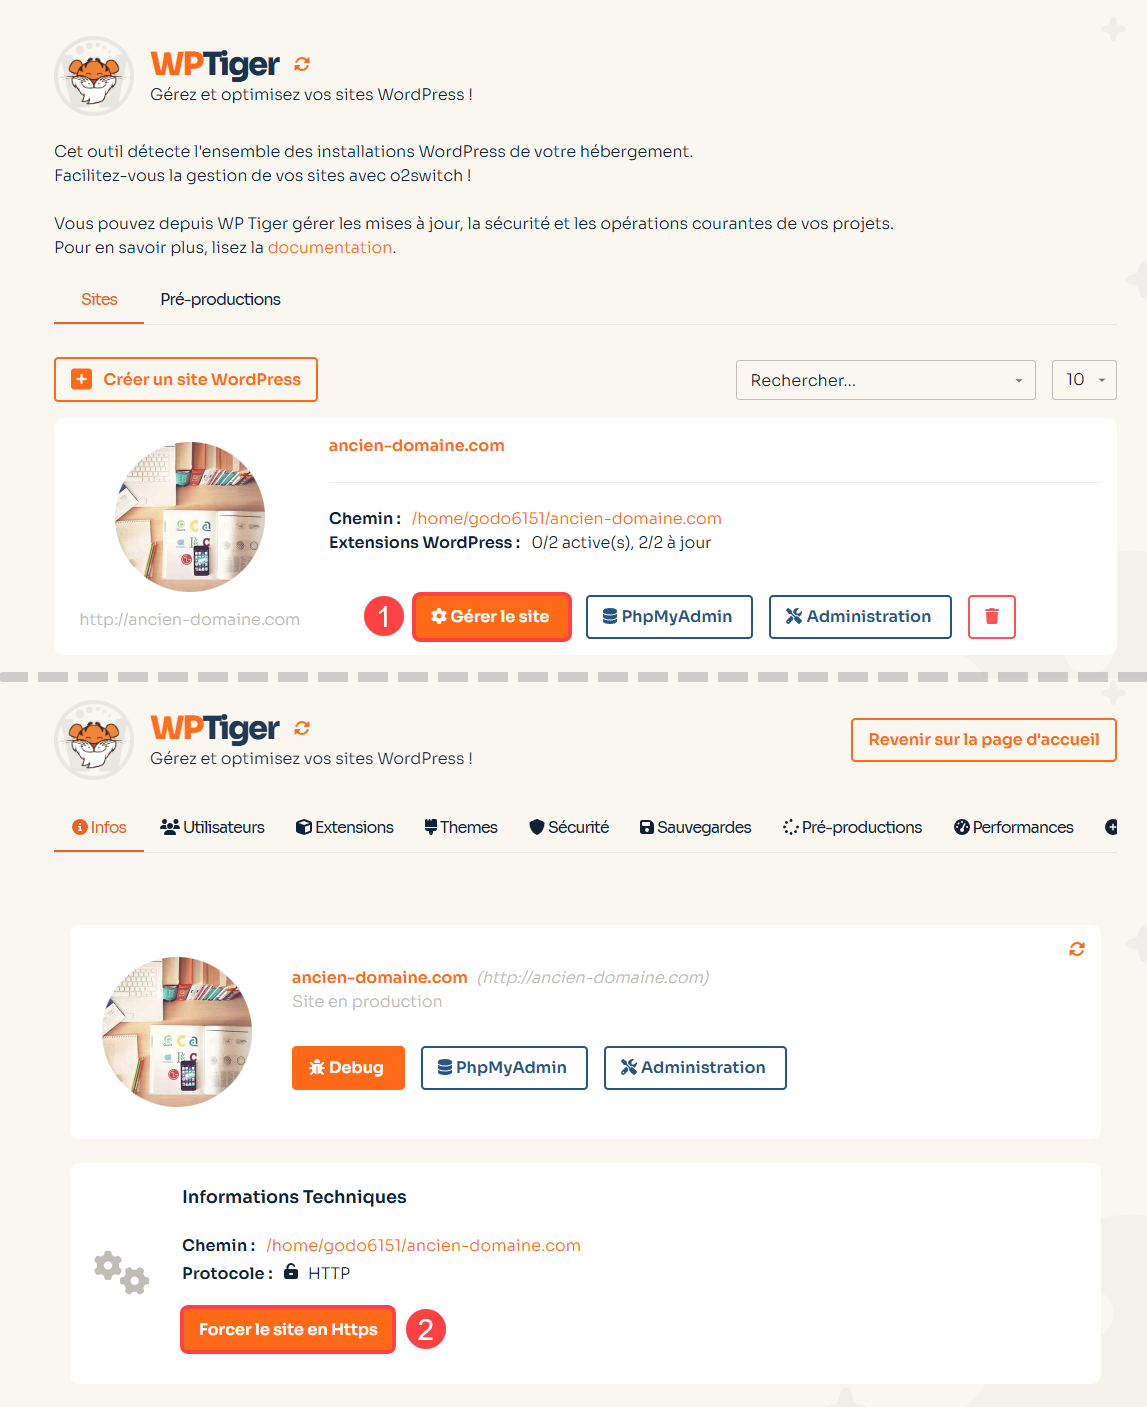 WPTiger
Gérez et optimisez vos sites WordPress !
Cet outil détecte l'ensemble des installations WordPress de votre hébergement.
Facilitez-vous la gestion de vos sites avec o2switch !
Vous pouvez depuis WP Tiger gérer les mises à jour, la sécurité et les opérations courantes de vos projets.
Pour en savoir plus, lisez la documentation.
Sites Pré-productions
Créer un site WordPress Rechercher... 10
ancien-domaine.com
Chemin : /home/godo6151/ancien-domaine.com
Extensions WordPress : 0/2 active(s), 2/2 à jour
http://ancien-domaine.com 1 Gérer le site PhpMyAdmin Administration
WPTiger
Gérez et optimisez vos sites WordPress !
Revenir sur la page d'accueil
Infos Utilisateurs Extensions Themes Sécurité Sauvegardes Pré-productions Performances
ancien-domaine.com (http://ancien-domaine.com)
Site en production
Debug PhpMyAdmin Administration
Informations Techniques
Chemin : /home/godo6151/ancien-domaine.com
Protocole : HTTP
Forcer le site en Https 2